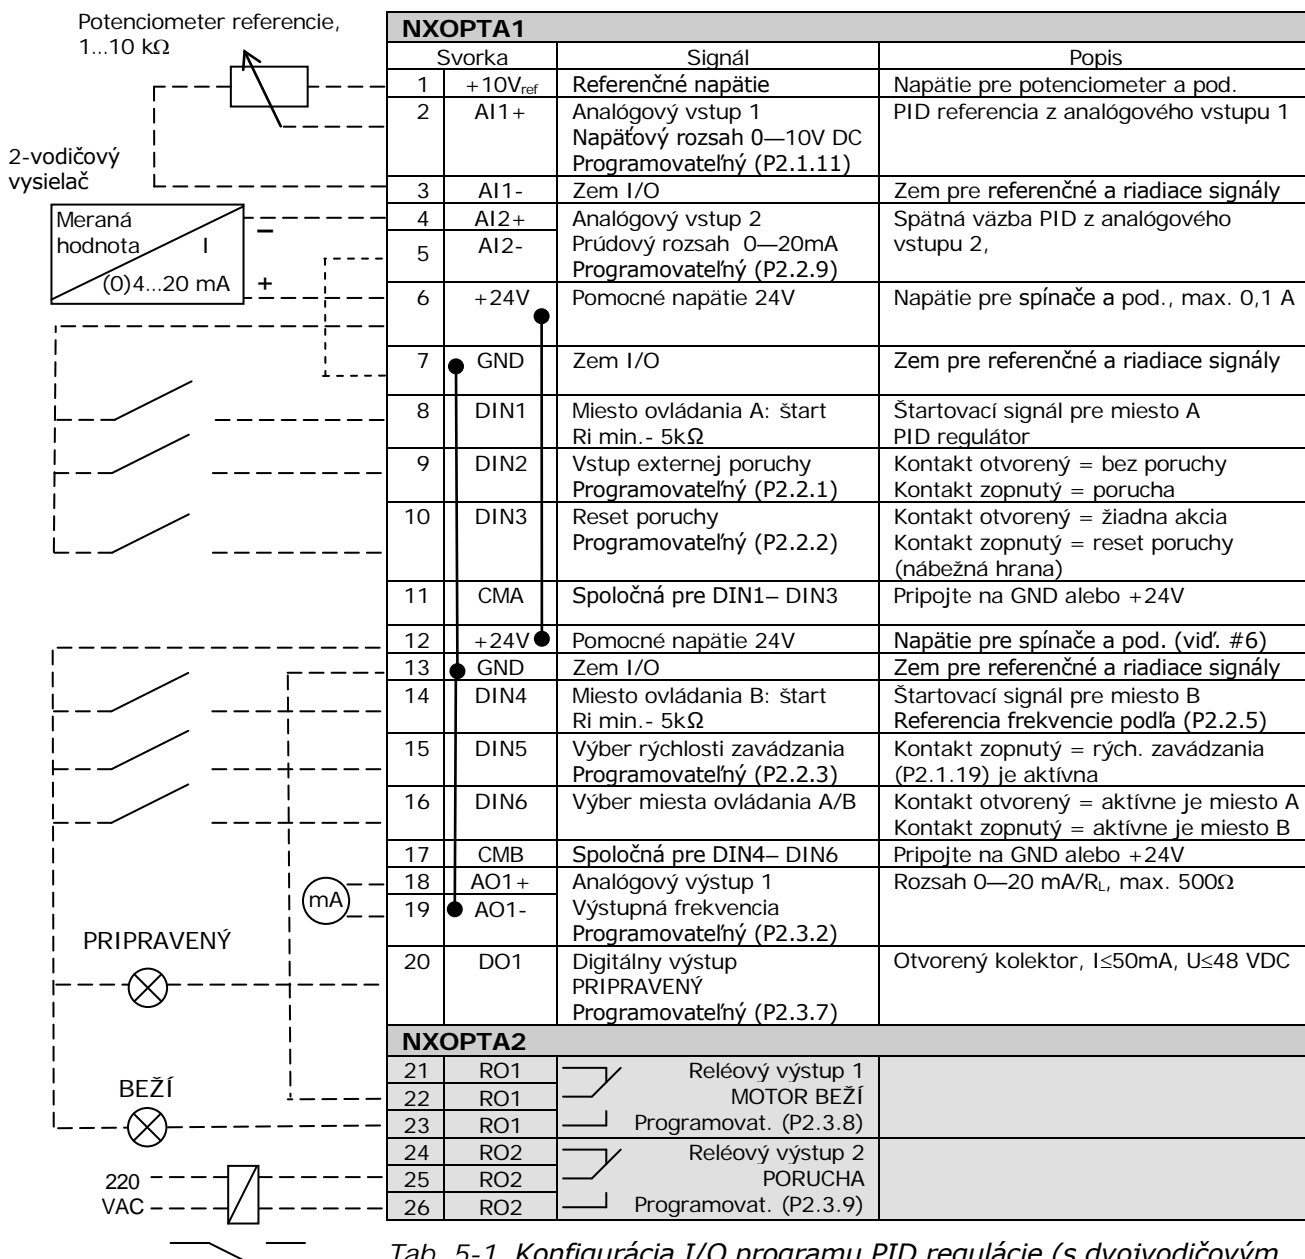 Potenciometer referencie,
1...10 kΩ
2-vodičový
vysielač
Meraná
hodnota I
(0)4...20 mA
−
+
PRIPRAVENÝ
BEŽÍ
mA
220
VAC
NXOPTA1
Svorka Signál Popis
1 +10Vref Referenčné napätie Napätie pre potenciometer a pod.
2 AI1+ Analógový vstup 1 PID referencia z analógového vstupu 1
Napäťový rozsah 0—10V DC
Programovateľný (P2.1.11)
3 AI1- Zem I/O Zem pre referenčné a riadiace signály
4 AI2+ Analógový vstup 2 Spätná väzba PID z analógového
5 AI2- Prúdový rozsah 0—20mA vstupu 2,
Programovateľný (P2.2.9)
6 +24V Pomocné napätie 24V Napätie pre spínače a pod., max. 0,1 A
7 GND Zem I/O Zem pre referenčné a riadiace signály
8 DIN1 Miesto ovládania A: štart Štartovací signál pre miesto A
Ri min.- 5kΩ PID regulátor
9 DIN2 Vstup externej poruchy Kontakt otvorený = bez poruchy
Programovateľný (P2.2.1) Kontakt zopnutý = porucha
10 DIN3 Reset poruchy Kontakt otvorený = žiadna akcia
Programovateľný (P2.2.2) Kontakt zopnutý = reset poruchy
(nábežná hrana)
11 CMA Spoločná pre DIN1– DIN3 Pripojte na GND alebo +24V
12 +24V Pomocné napätie 24V Napätie pre spínače a pod. (viď. #6)
13 GND Zem I/O Zem pre referenčné a riadiace signály
14 DIN4 Miesto ovládania B: štart Štartovací signál pre miesto B
Ri min.- 5kΩ Referencia frekvencie podľa (P2.2.5)
15 DIN5 Výber rýchlosti zavádzania Kontakt zopnutý = rých. zavádzania
Programovateľný (P2.2.3) (P2.1.19) je aktívna
16 DIN6 Výber miesta ovládania A/B Kontakt otvorený = aktívne je miesto A
Kontakt zopnutý = aktívne je miesto B
17 CMB Spoločná pre DIN4– DIN6 Pripojte na GND alebo +24V
18 AO1+ Analógový výstup 1 Rozsah 0—20 mA/RL, max. 500Ω
19 AO1- Výstupná frekvencia
Programovateľný (P2.3.2)
20 DO1 Digitálny výstup Otvorený kolektor, I≤50mA, U≤48 VDC
PRIPRAVENÝ
Programovateľný (P2.3.7)
NXOPTA2
21 RO1 Reléový výstup 1
22 RO1 MOTOR BEŽÍ
23 RO1 Programovat. (P2.3.8)
24 RO2 Reléový výstup 2
25 RO2 PORUCHA
26 RO2 Programovat. (P2.3.9)
Tab. 5-1. Konfigurácia I/O programu PID regulácie (s dvojvodičovým